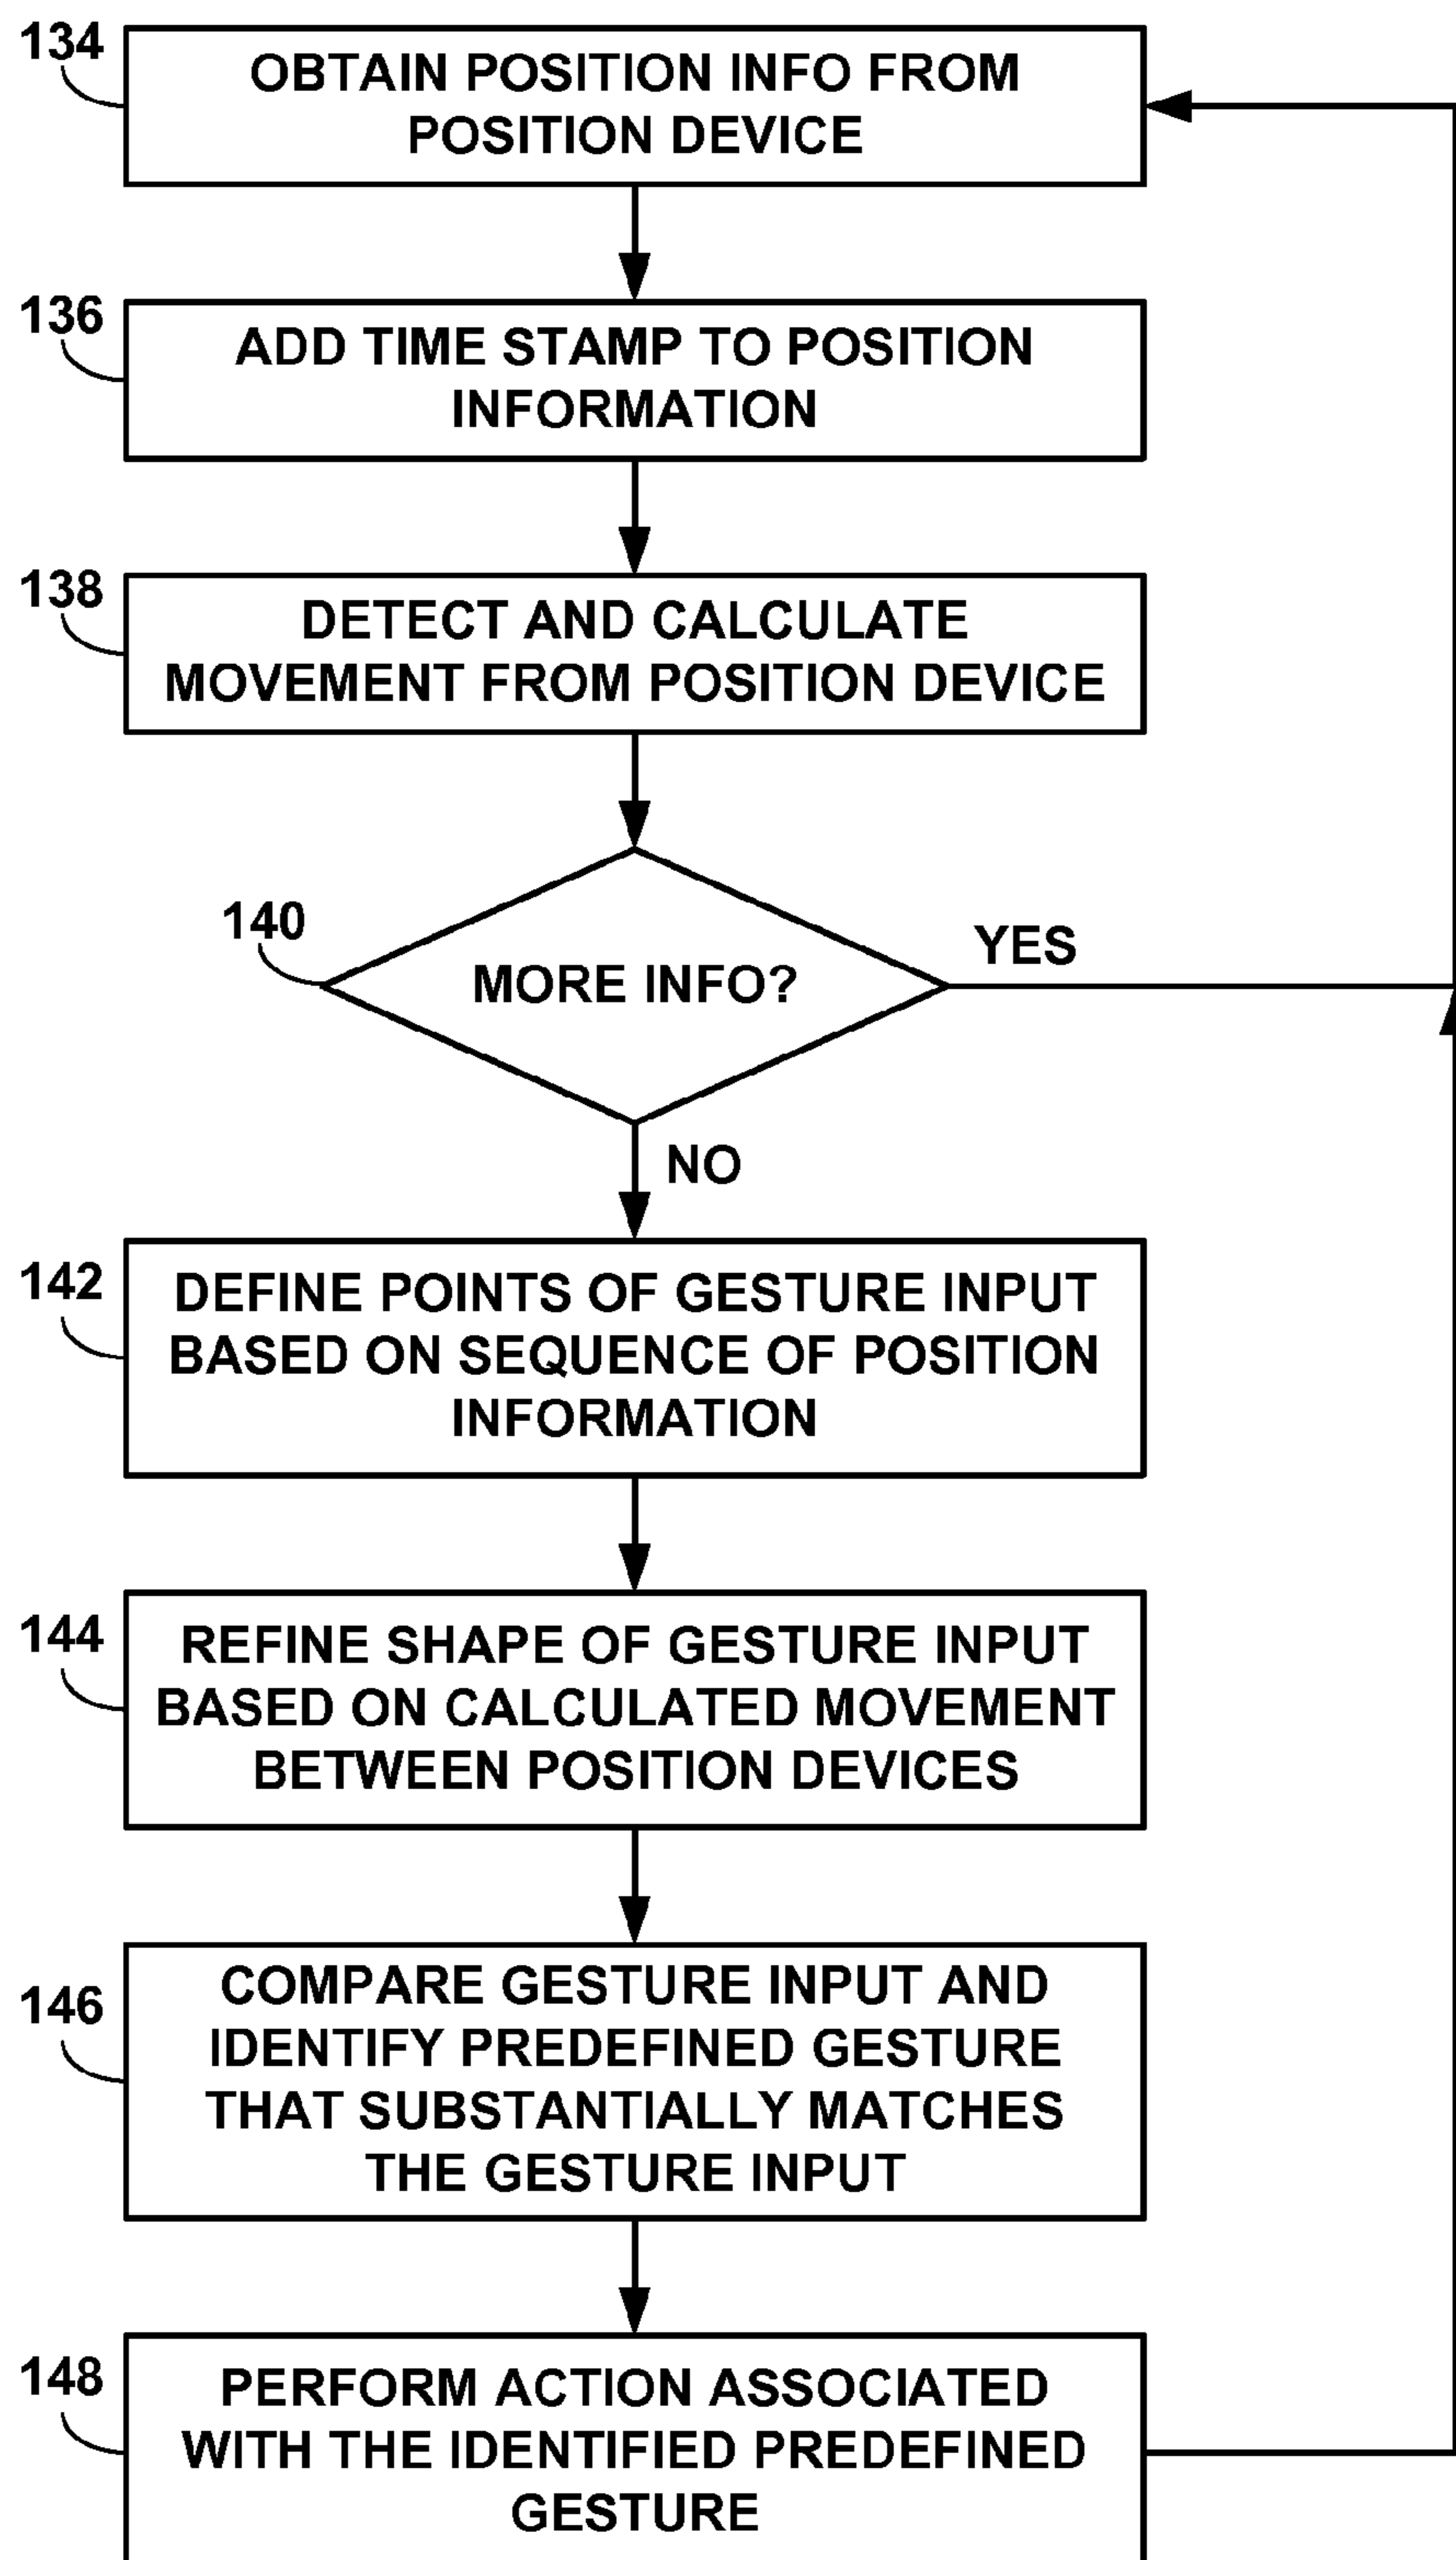 134
OBTAIN POSITION INFO FROM
POSITION DEVICE
136
ADD TIME STAMP TO POSITION
INFORMATION
138
DETECT AND CALCULATE
MOVEMENT FROM POSITION DEVICE
140
MORE INFO?
YES
NO
142
DEFINE POINTS OF GESTURE INPUT
BASED ON SEQUENCE OF POSITION
INFORMATION
144
REFINE SHAPE OF GESTURE INPUT
BASED ON CALCULATED MOVEMENT
BETWEEN POSITION DEVICES
146
COMPARE GESTURE INPUT AND
IDENTIFY PREDEFINED GESTURE
THAT SUBSTANTIALLY MATCHES
THE GESTURE INPUT
148
PERFORM ACTION ASSOCIATED
WITH THE IDENTIFIED PREDEFINED
GESTURE